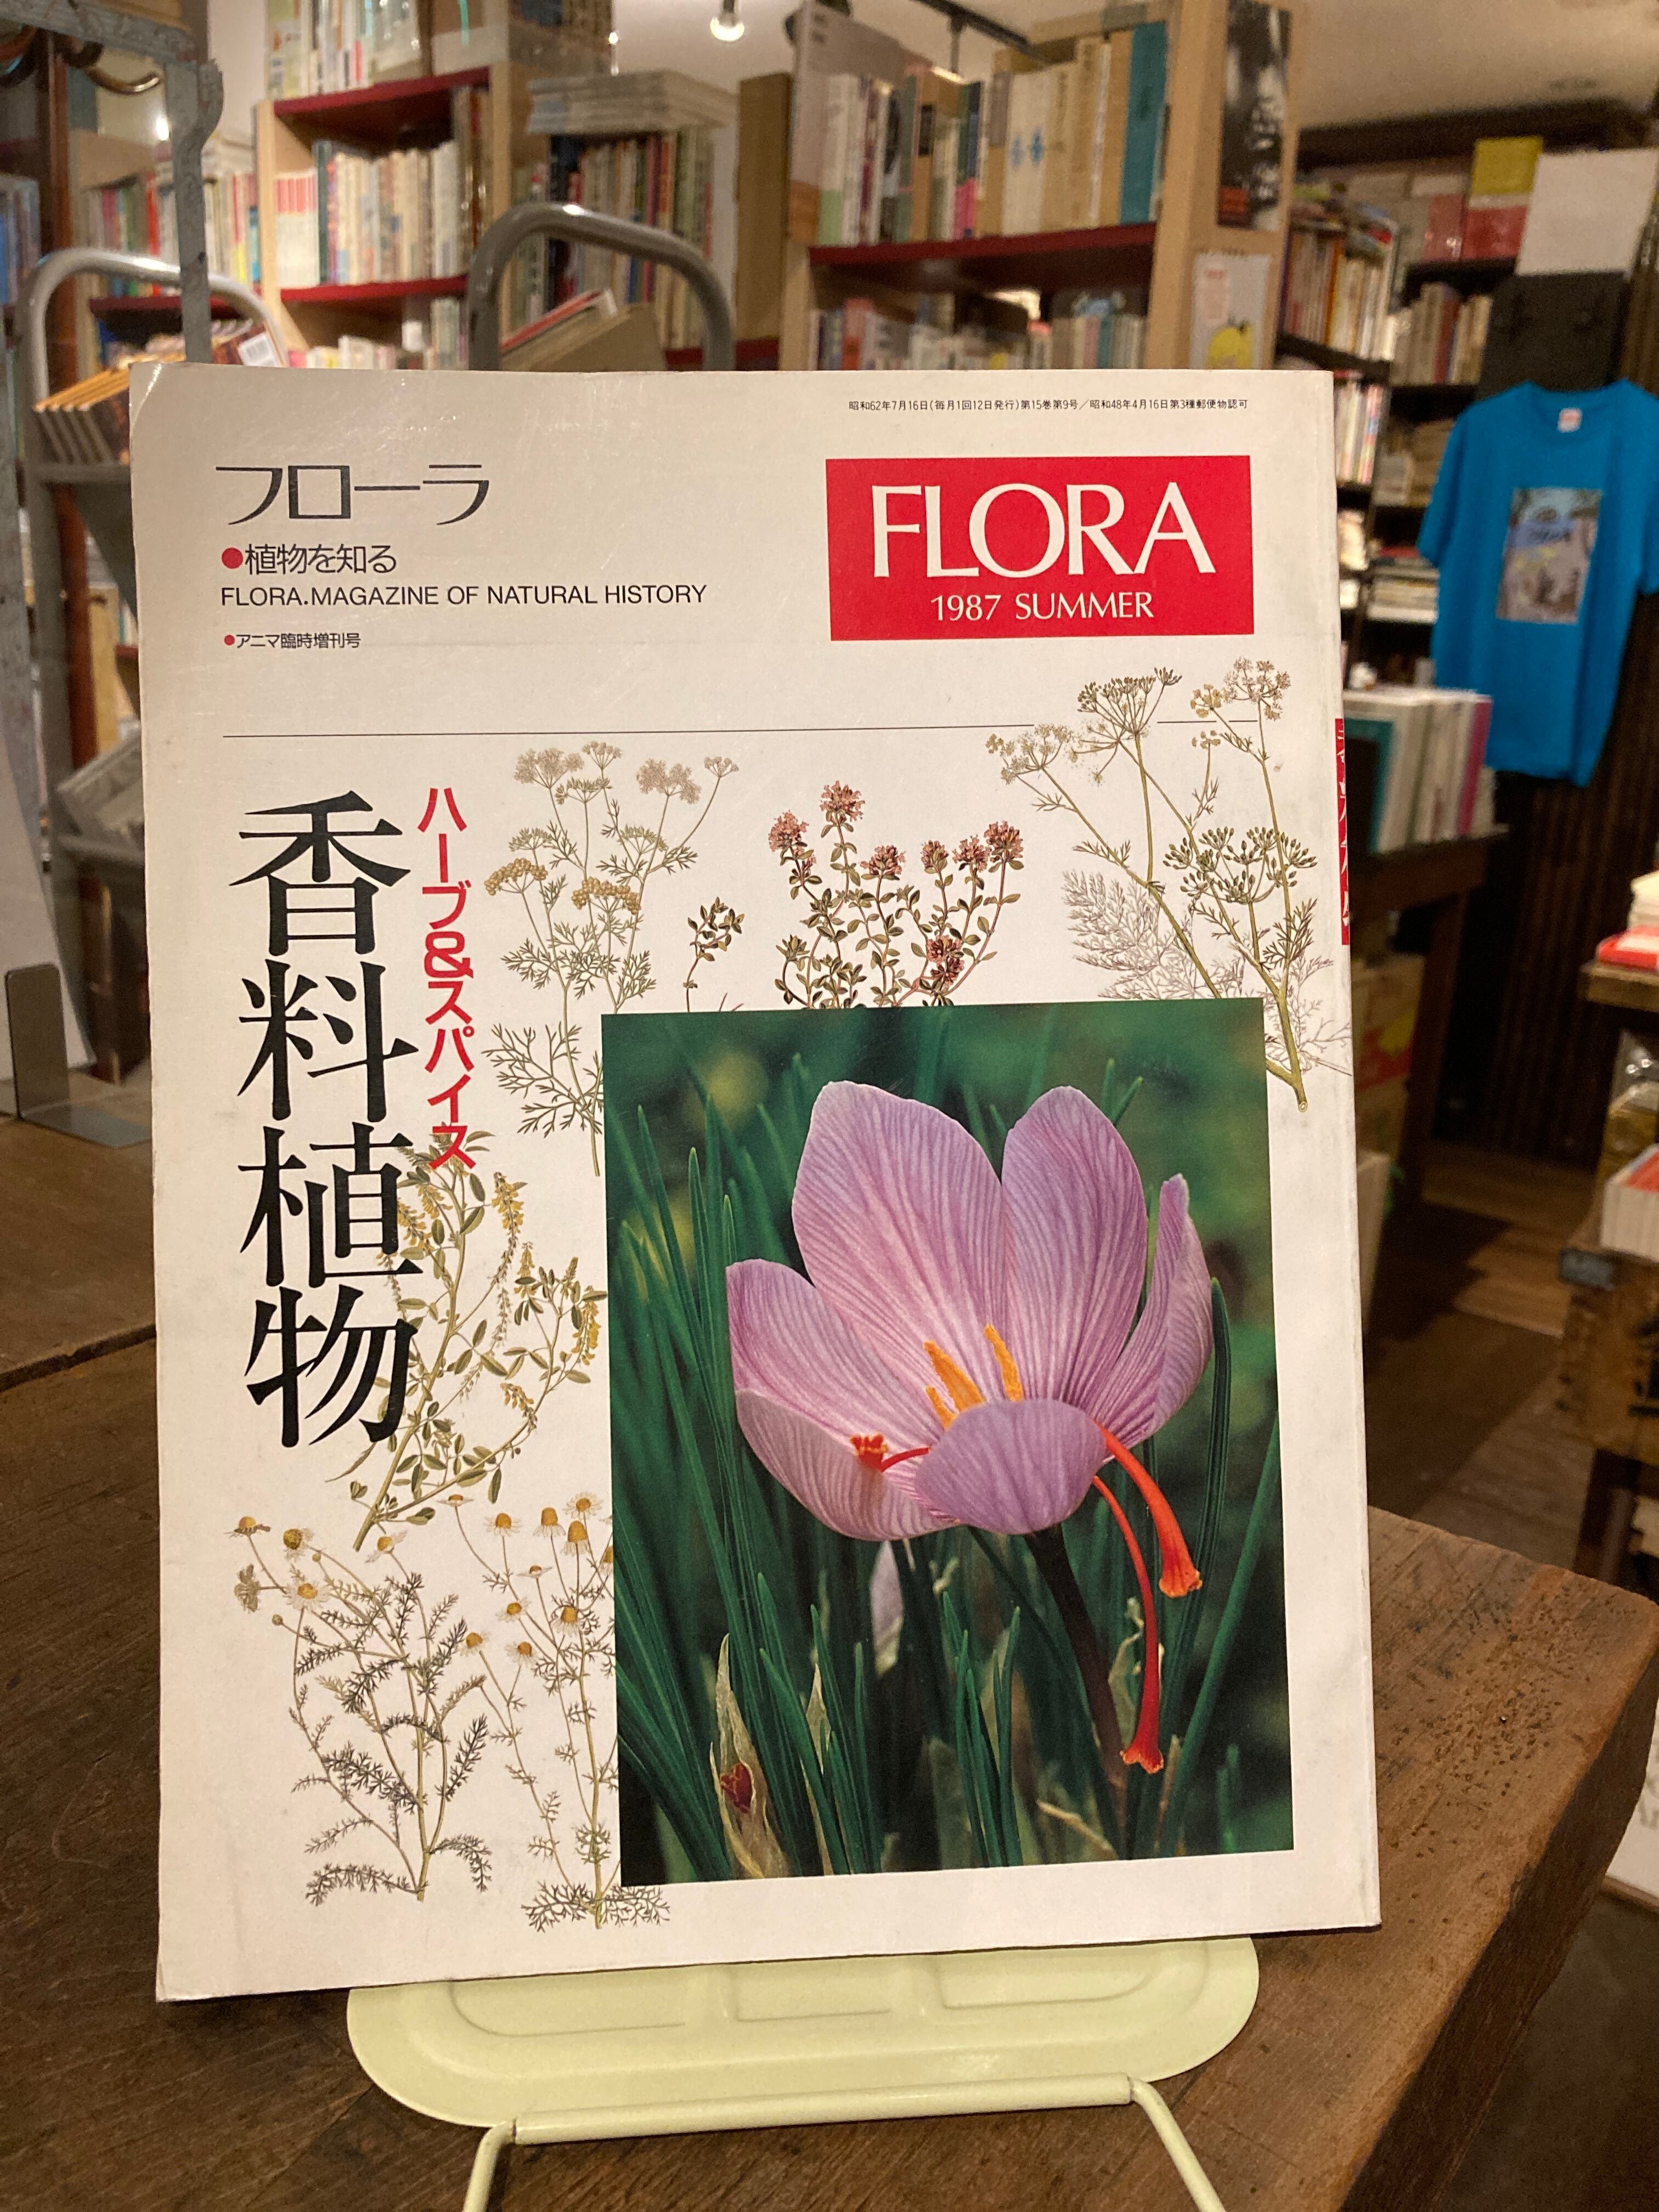 昭和62年7月16日(毎月1回12日発行)第15巻第9号／昭和48年4月16日第3種郵便物認可
フローラ
FLORA
1987 SUMMER
●植物を知る
FLORA.MAGAZINE OF NATURAL HISTORY
●アニマ臨時増刊号
ハーブ&スパイス
香料植物